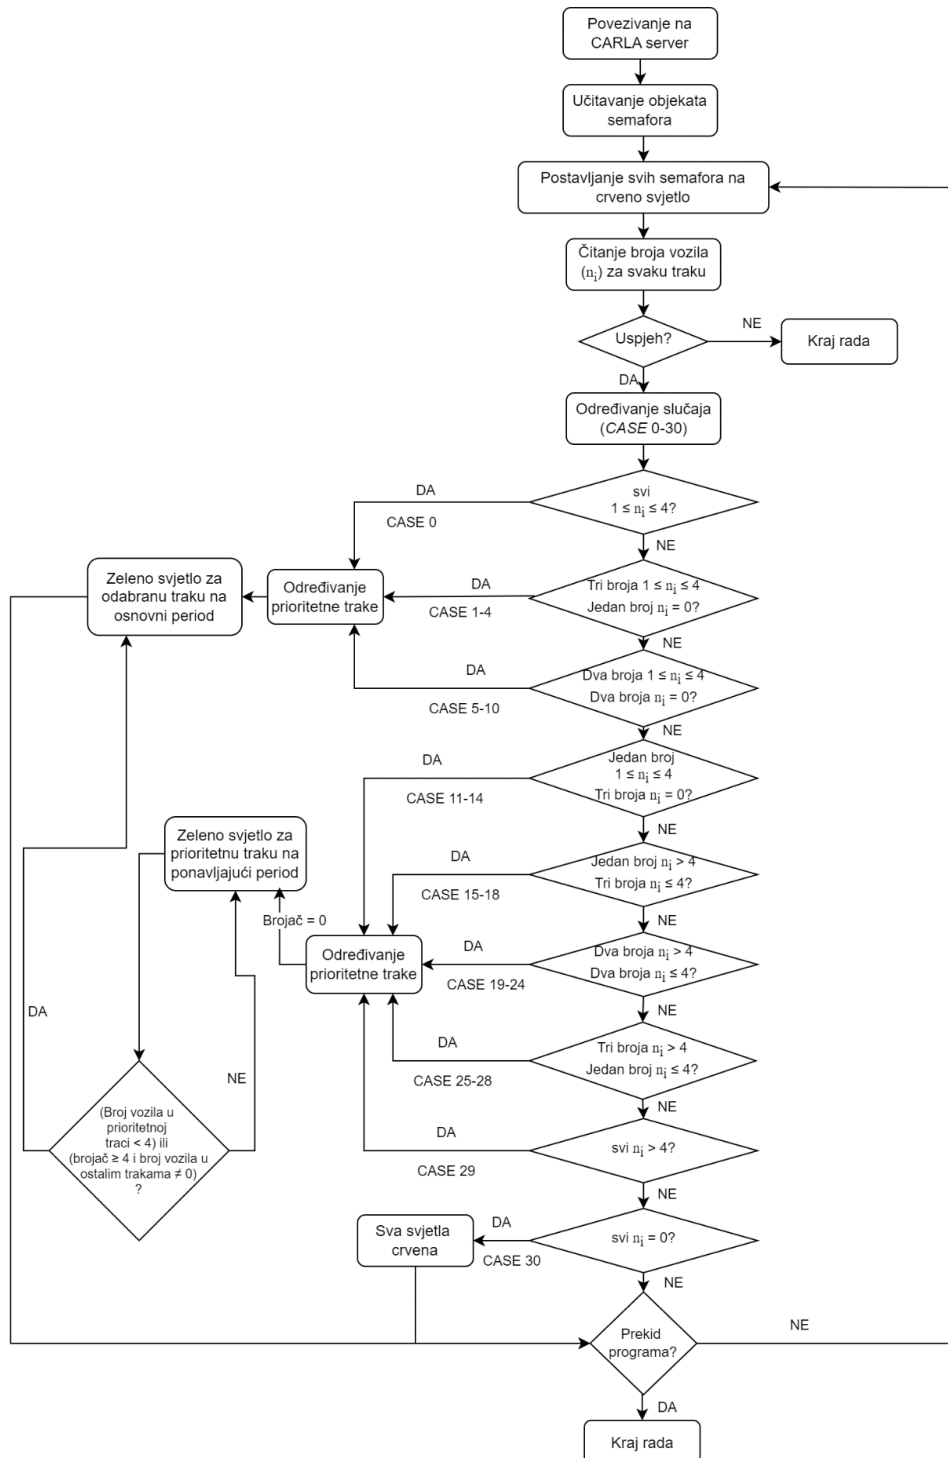 Povezivanje na
CARLA server
Učitavanje objekata
semafora
Postavljanje svih semafora na
crveno svjetlo
Čitanje broja vozila
(nᵢ) za svaku traku
Uspjeh?
NE
Kraj rada
DA
Određivanje slučaja
(CASE 0-30)
svi
1 ≤ nᵢ ≤ 4?
DA
CASE 0
NE
Tri broja 1 ≤ nᵢ ≤ 4
Jedan broj nᵢ = 0?
DA
CASE 1-4
Određivanje
prioritetne trake
Zeleno svjetlo za
odabranu traku na
osnovni period
NE
Dva broja 1 ≤ nᵢ ≤ 4
Dva broja nᵢ = 0?
DA
CASE 5-10
NE
Jedan broj
1 ≤ nᵢ ≤ 4
Tri broja nᵢ = 0?
DA
CASE 11-14
NE
Zeleno svjetlo za
prioritetnu traku na
ponavljajući period
Jedan broj nᵢ > 4
Tri broja nᵢ ≤ 4?
DA
CASE 15-18
NE
Brojač = 0
Određivanje
prioritetne trake
Dva broja nᵢ > 4
Dva broja nᵢ ≤ 4?
DA
CASE 19-24
NE
Tri broja nᵢ > 4
Jedan broj nᵢ ≤ 4?
DA
CASE 25-28
NE
DA
NE
(Broj vozila u
prioritetnoj
traci < 4) ili
(brojač ≥ 4 i broj vozila u
ostalim trakama ≠ 0)
?
svi nᵢ > 4?
DA
CASE 29
NE
svi nᵢ = 0?
DA
CASE 30
Sva svjetla
crvena
NE
Prekid
programa?
NE
DA
Kraj rada